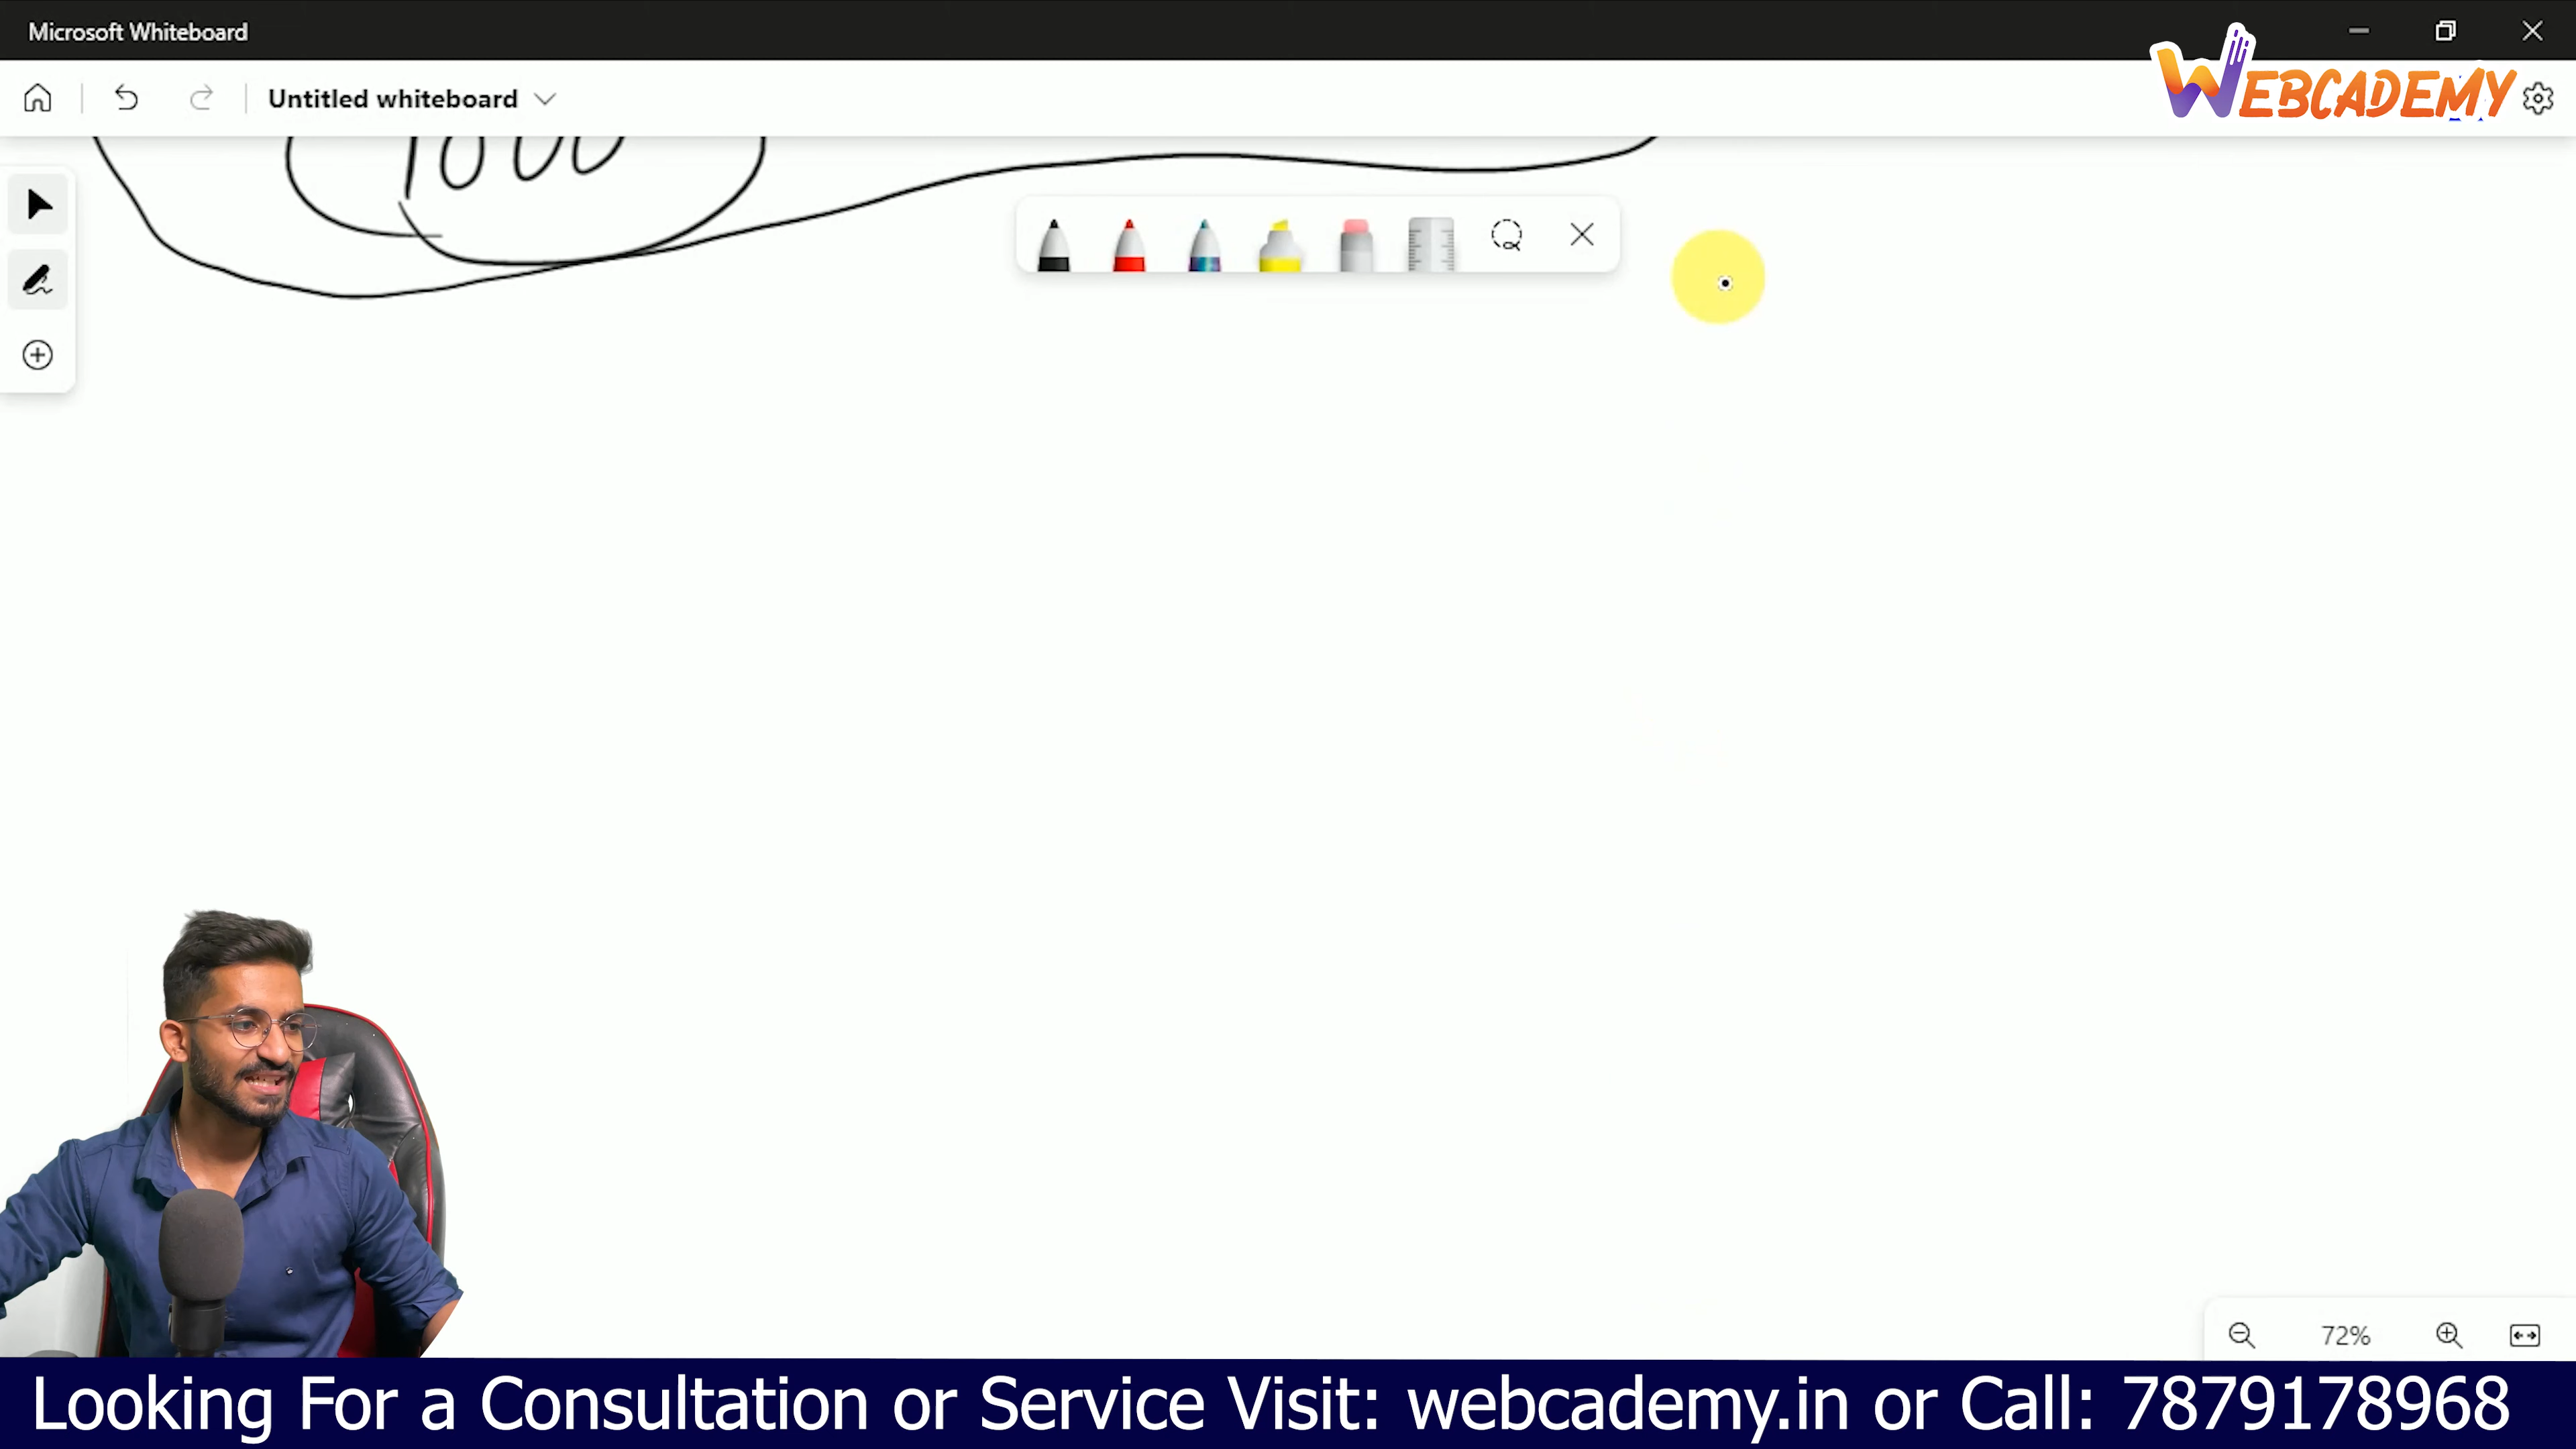 Microsoft Whiteboard
Untitled whiteboard
WEBCADEMY
1000
72%
Looking For a Consultation or Service Visit: webcademy.in or Call: 7879178968